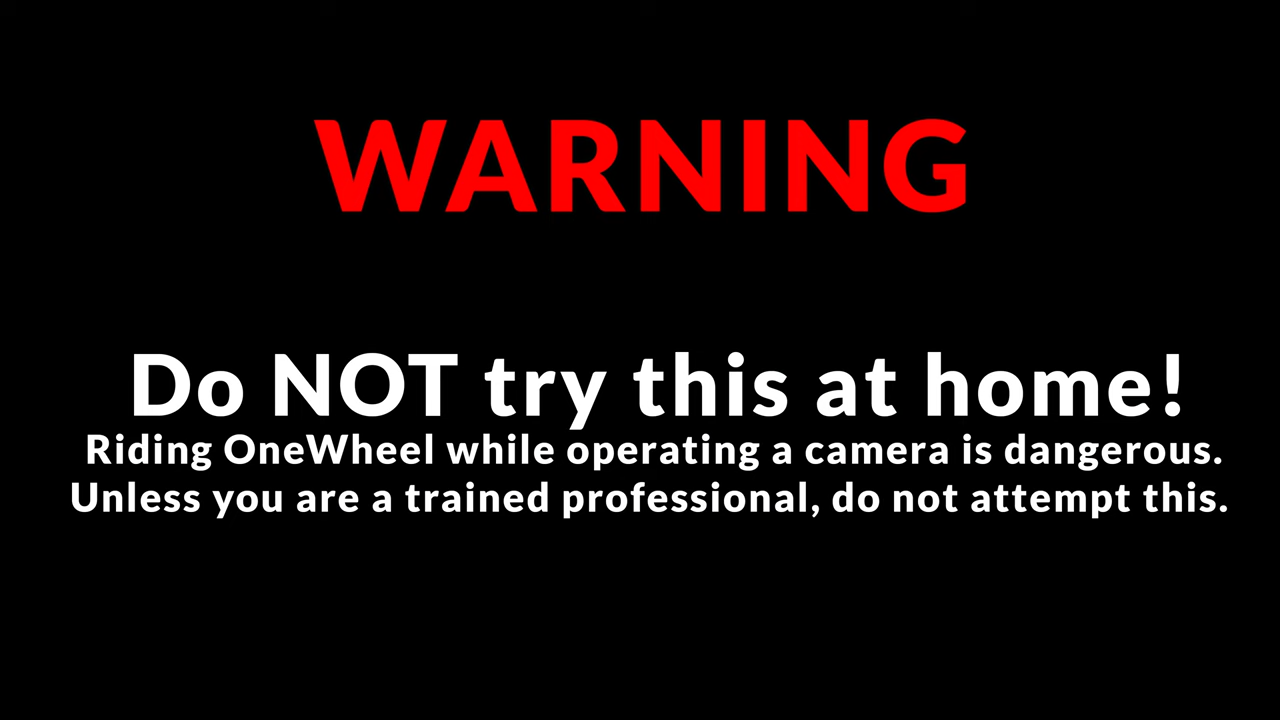 WARNING
Do NOT try this at home!
Riding OneWheel while operating a camera is dangerous.
Unless you are a trained professional, do not attempt this.